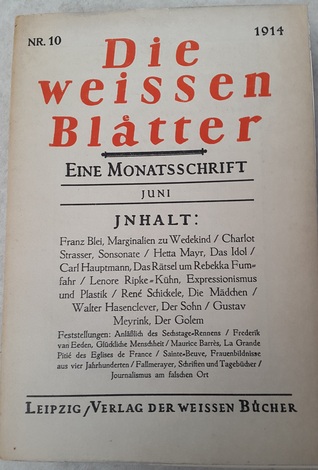 NR. 10
1914
Die
weissen
Blåtter
EINE MONATSSCHRIFT
JUNI
JNHALT:
Franz Blei, Marginalien zu Wedekind / Charlot
Strasser, Sonsonate / Hetta Mayr, Das Idol /
Carl Hauptmann, Das Rätsel um Rebekka Fum=
fahr / Lenore Ripke=Kühn, Expressionismus
und Plastik / René Schickele, Die Mädchen /
Walter Hasenclever, Der Sohn / Gustav
Meyrink, Der Golem
Feststellungen: Anläßlich des Sechstage-Rennens / Frederik
van Eeden, Glückliche Menschheit / Maurice Barrès, La Grande
Pitié des Eglises de France / Sainte-Beuve, Frauenbildnisse
aus vier Jahrhunderten / Fallmerayer, Schriften und Tagebücher /
Journalismus am falschen Ort
LEIPZIG / VERLAG DER WEISSEN BÜCHER